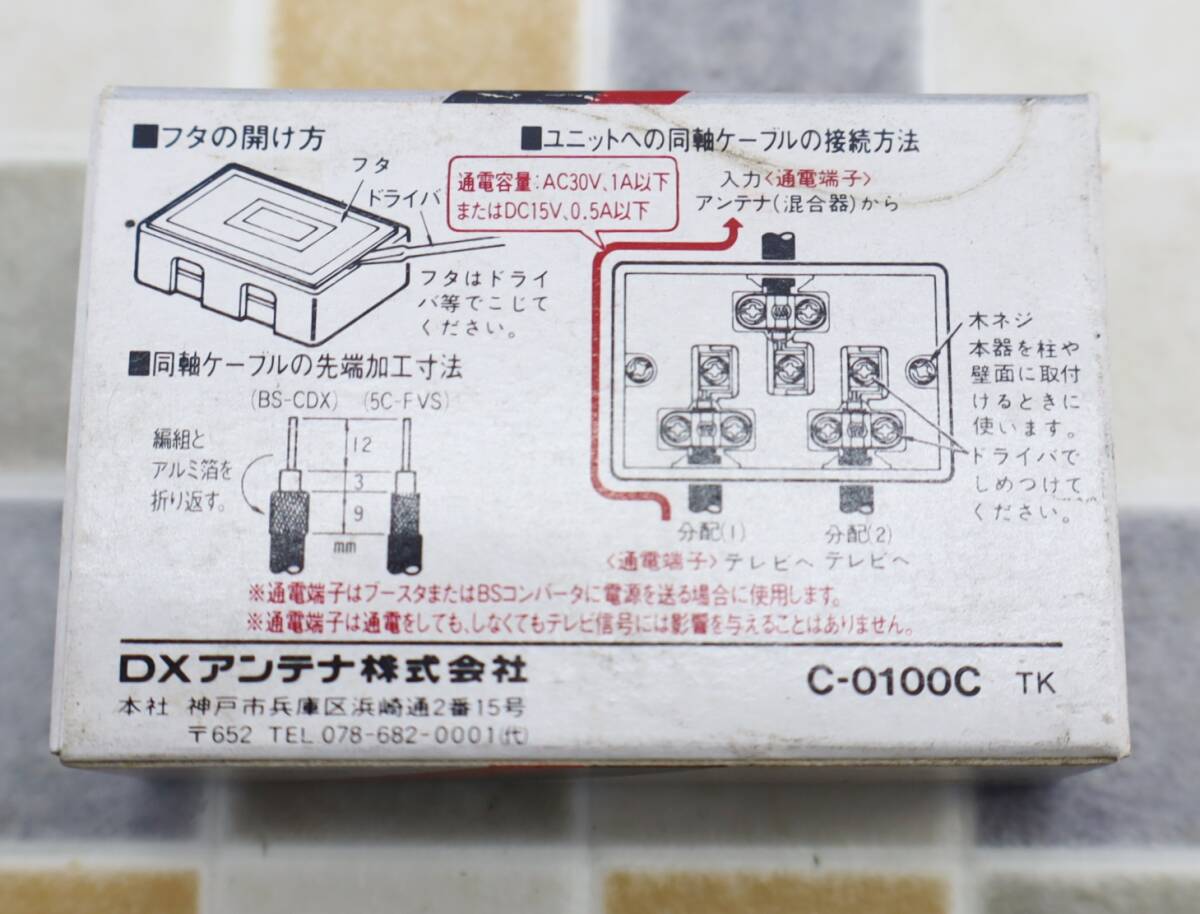 ■フタの開け方
フタ
ドライバ
フタはドライ
バ等でこじて
ください。
■同軸ケーブルの先端加工寸法
(BS-CDX) (5C-FVS)
編組と
アルミ箔を
折り返す。
12
3
9
mm
■ユニットへの同軸ケーブルの接続方法
通電容量:AC30V、1A以下
またはDC15V、0.5A以下
入力〈通電端子〉
アンテナ(混合器)から
木ネジ
本器を柱や
壁面に取付
けるときに
使います。
ドライバで
しめつけて
ください。
分配(1) 分配(2)
〈通電端子〉テレビへ テレビへ
※通電端子はブースタまたはBSコンバータに電源を送る場合に使用します。
※通電端子は通電をしても、しなくてもテレビ信号には影響を与えることはありません。
DXアンテナ株式会社
C-0100C TK
本社 神戸市兵庫区浜崎通2番15号
〒652 TEL 078-682-0001(代)